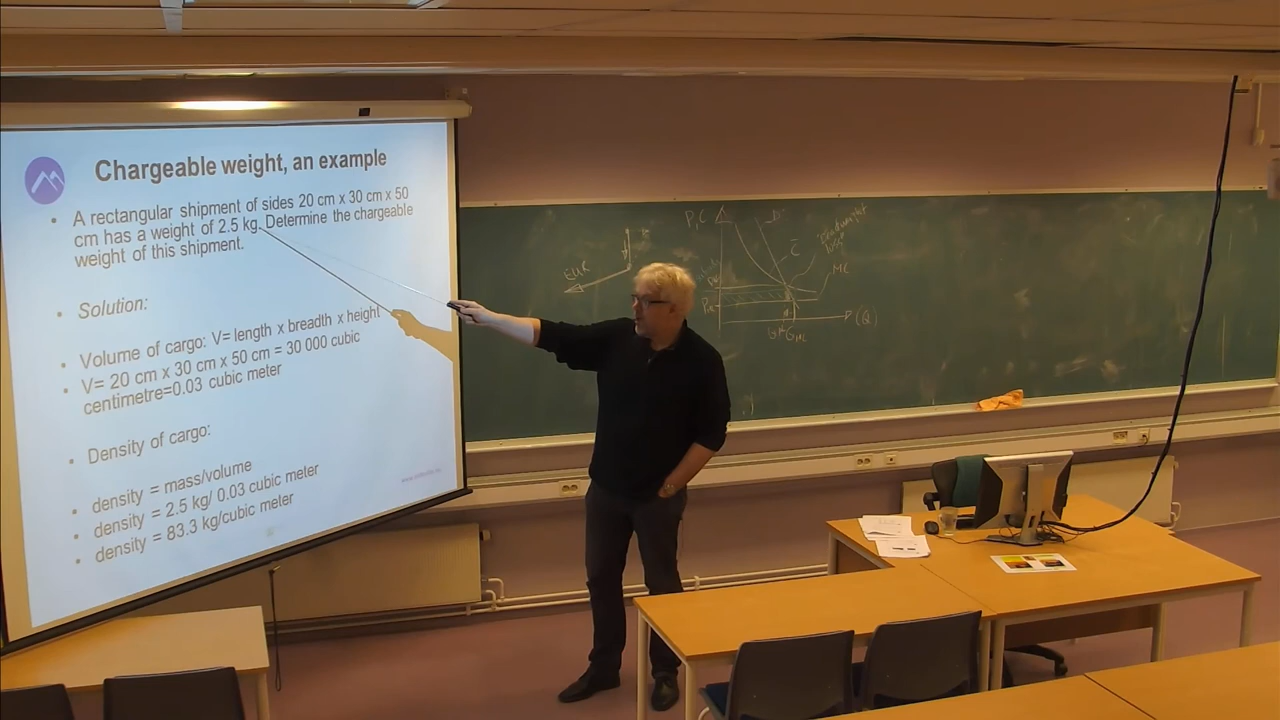 Chargeable weight, an example
• A rectangular shipment of sides 20 cm x 30 cm x 50
cm has a weight of 2.5 kg. Determine the chargeable
weight of this shipment.
• Solution:
• Volume of cargo: V= length x breadth x height
• V= 20 cm x 30 cm x 50 cm = 30 000 cubic
centimetre=0.03 cubic meter
• Density of cargo:
• density = mass/volume
• density = 2.5 kg/ 0.03 cubic meter
• density = 83.3 kg/cubic meter
EUR
P,C
D
C
MC
(Q)